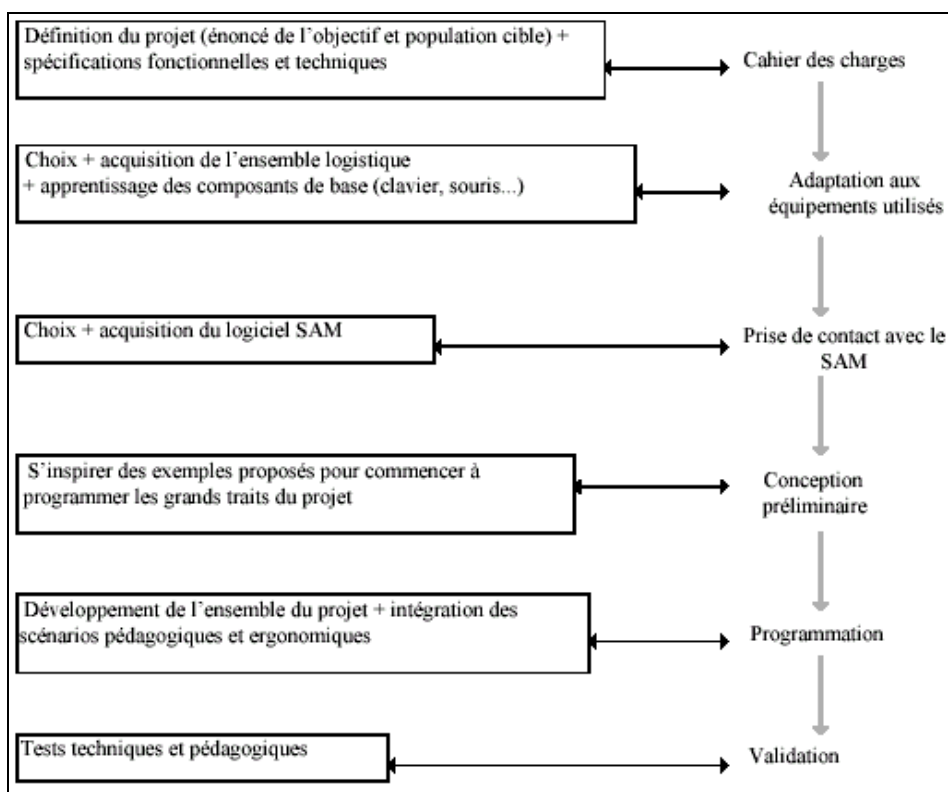 Définition du projet (énoncé de l'objectif et population cible) +
spécifications fonctionnelles et techniques
Cahier des charges
Choix + acquisition de l'ensemble logistique
+ apprentissage des composants de base (clavier, souris...)
Adaptation aux
équipements utilisés
Choix + acquisition du logiciel SAM
Prise de contact avec le
SAM
S'inspirer des exemples proposés pour commencer à
programmer les grands traits du projet
Conception
préliminaire
Développement de l'ensemble du projet + intégration des
scénarios pédagogiques et ergonomiques
Programmation
Tests techniques et pédagogiques
Validation